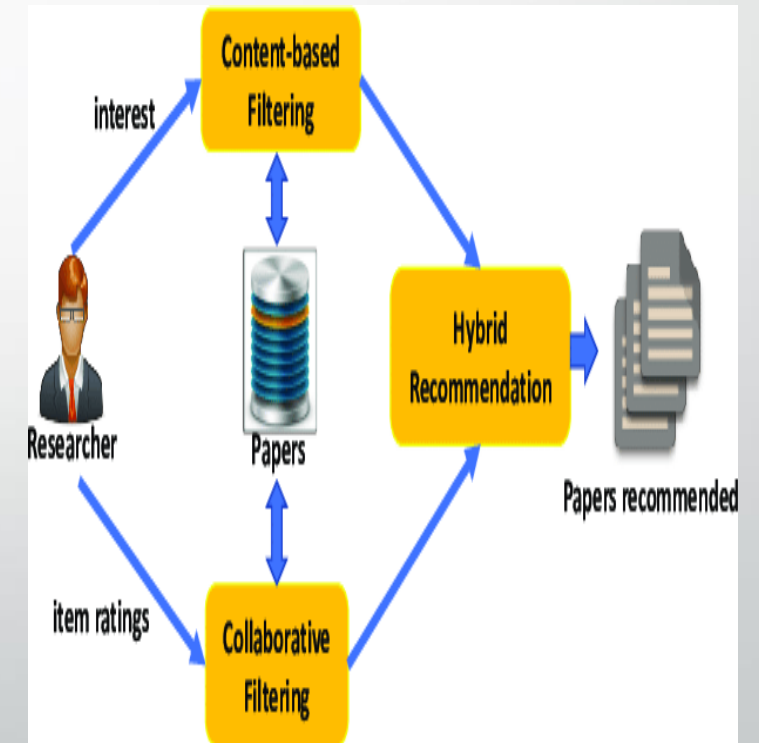 Content-based
Filtering
interest
Hybrid
Recommendation
Researcher
Papers
Papers recommended
item ratings
Collaborative
Filtering